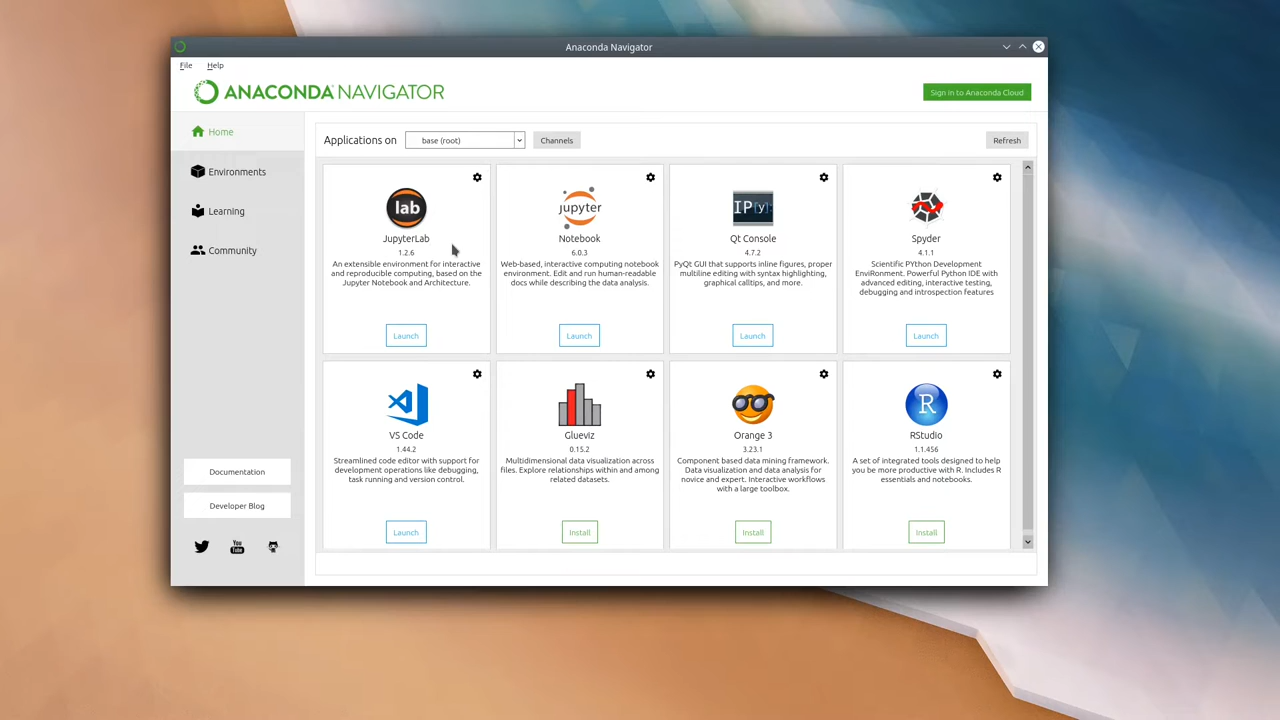 Anaconda Navigator
File Help
ANACONDA NAVIGATOR
Sign in to Anaconda Cloud
Home
Environments
Learning
Community
Documentation
Developer Blog
You
Tube
Applications on base (root) Channels Refresh
lab
JupyterLab
1.2.6
An extensible environment for interactive
and reproducible computing, based on the
Jupyter Notebook and Architecture.
Launch
jupyter
Notebook
6.0.3
Web-based, interactive computing notebook
environment. Edit and run human-readable
docs while describing the data analysis.
Launch
IP[y]:
Qt Console
4.7.2
PyQt GUI that supports inline figures, proper
multiline editing with syntax highlighting,
graphical calltips, and more.
Launch
Spyder
4.1.1
Scientific PYthon Development
EnviRonment. Powerful Python IDE with
advanced editing, interactive testing,
debugging and introspection features
Launch
VS Code
1.44.2
Streamlined code editor with support for
development operations like debugging,
task running and version control.
Launch
Glueviz
0.15.2
Multidimensional data visualization across
files. Explore relationships within and among
related datasets.
Install
Orange 3
3.23.1
Component based data mining framework.
Data visualization and data analysis for
novice and expert. Interactive workflows
with a large toolbox.
Install
R
RStudio
1.1.456
A set of integrated tools designed to help
you be more productive with R. Includes R
essentials and notebooks.
Install